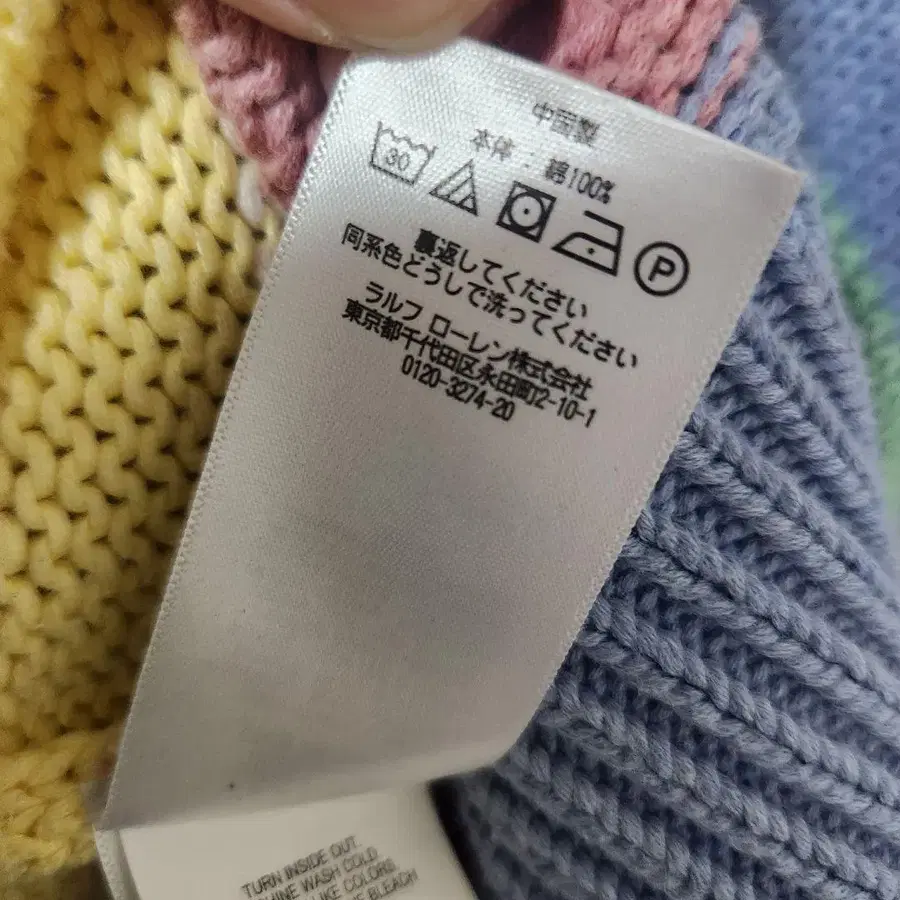 中国製
本体 : 綿100%
30
P
裏返してください
同系色どうしで洗ってください
ラルフ ローレン株式会社
東京都千代田区永田町2-10-1
0120-3274-20
TURN INSIDE OUT.
HINE WASH COLD
LIKE COLORS.
BLEACH